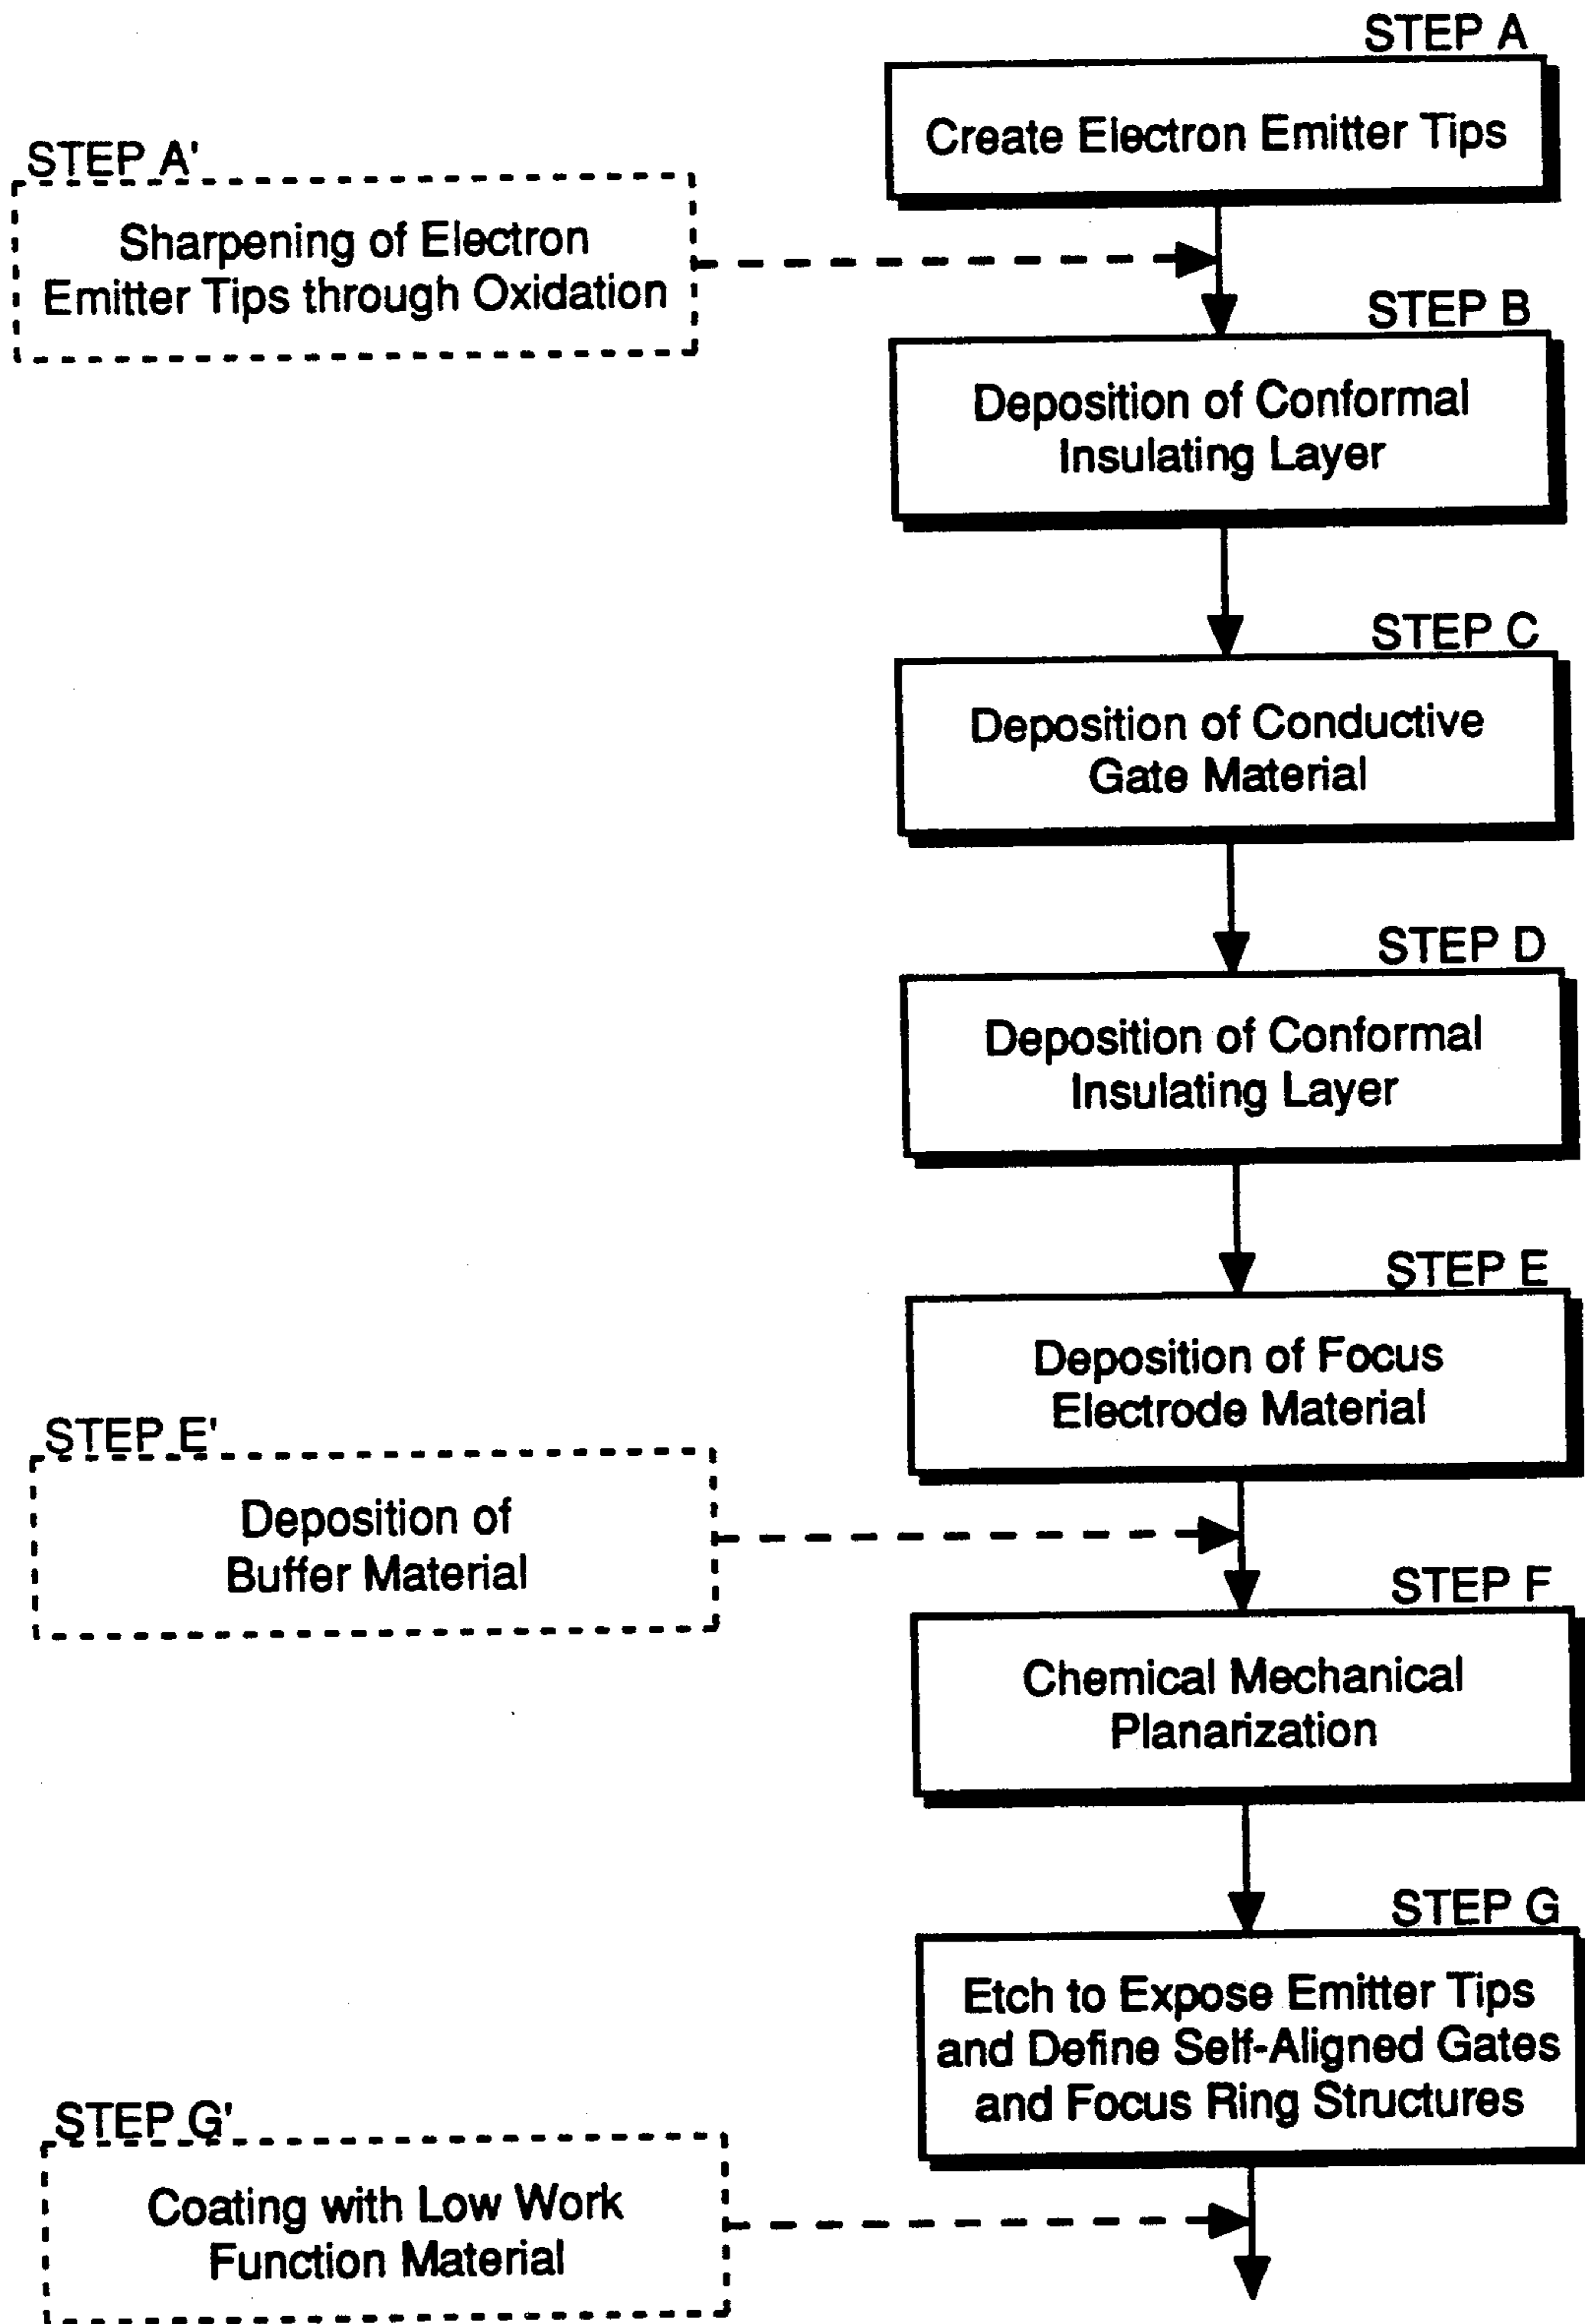 STEP A
Create Electron Emitter Tips
STEP A'
Sharpening of Electron
Emitter Tips through Oxidation
STEP B
Deposition of Conformal
Insulating Layer
STEP C
Deposition of Conductive
Gate Material
STEP D
Deposition of Conformal
Insulating Layer
STEP E
Deposition of Focus
Electrode Material
STEP E'
Deposition of
Buffer Material
STEP F
Chemical Mechanical
Planarization
STEP G
Etch to Expose Emitter Tips
and Define Self-Aligned Gates
and Focus Ring Structures
STEP G'
Coating with Low Work
Function Material